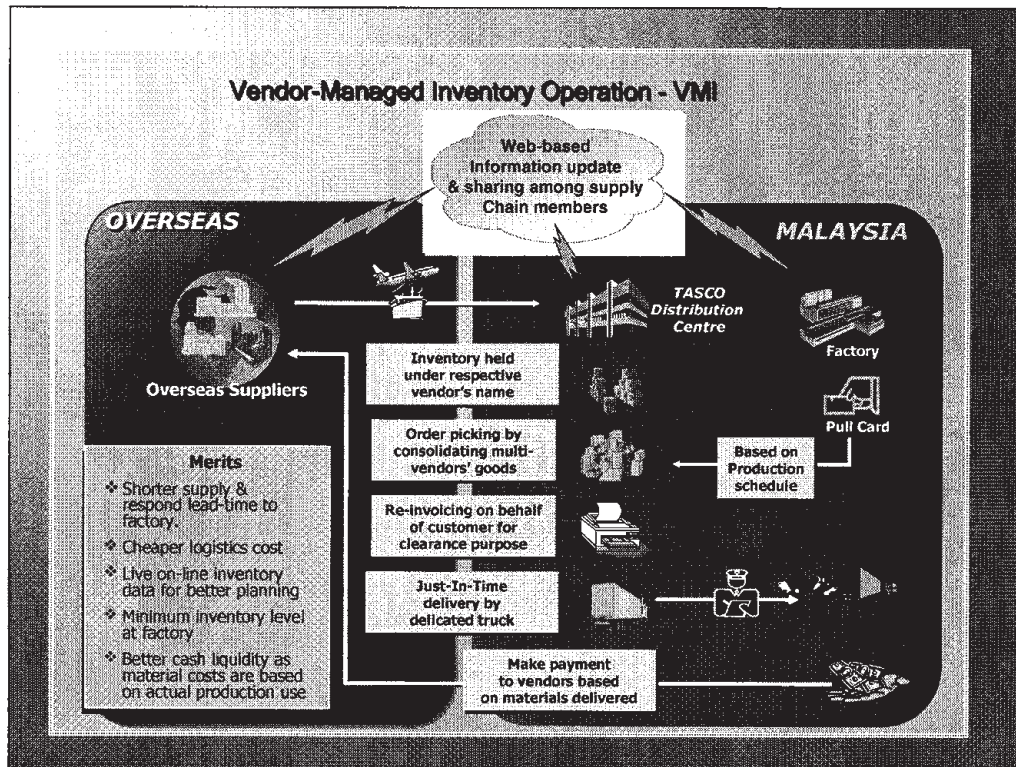 Vendor-Managed Inventory Operation - VMI
Web-based
Information update
& sharing among supply
Chain members
OVERSEAS
MALAYSIA
TASCO
Distribution
Centre
Factory
Overseas Suppliers
Inventory held
under respective
vendor's name
Pull Card
Order picking by
consolidating multi-
vendors' goods
Based on
Production
schedule
Re-invoicing on behalf
of customer for
clearance purpose
Just-In-Time
delivery by
delicated truck
Make payment
to vendors based
on materials delivered
Merits
❖ Shorter supply &
respond lead-time to
factory.
❖ Cheaper logistics cost
❖ Live on-line inventory
data for better planning
❖ Minimum inventory level
at factory
❖ Better cash liquidity as
material costs are based
on actual production use